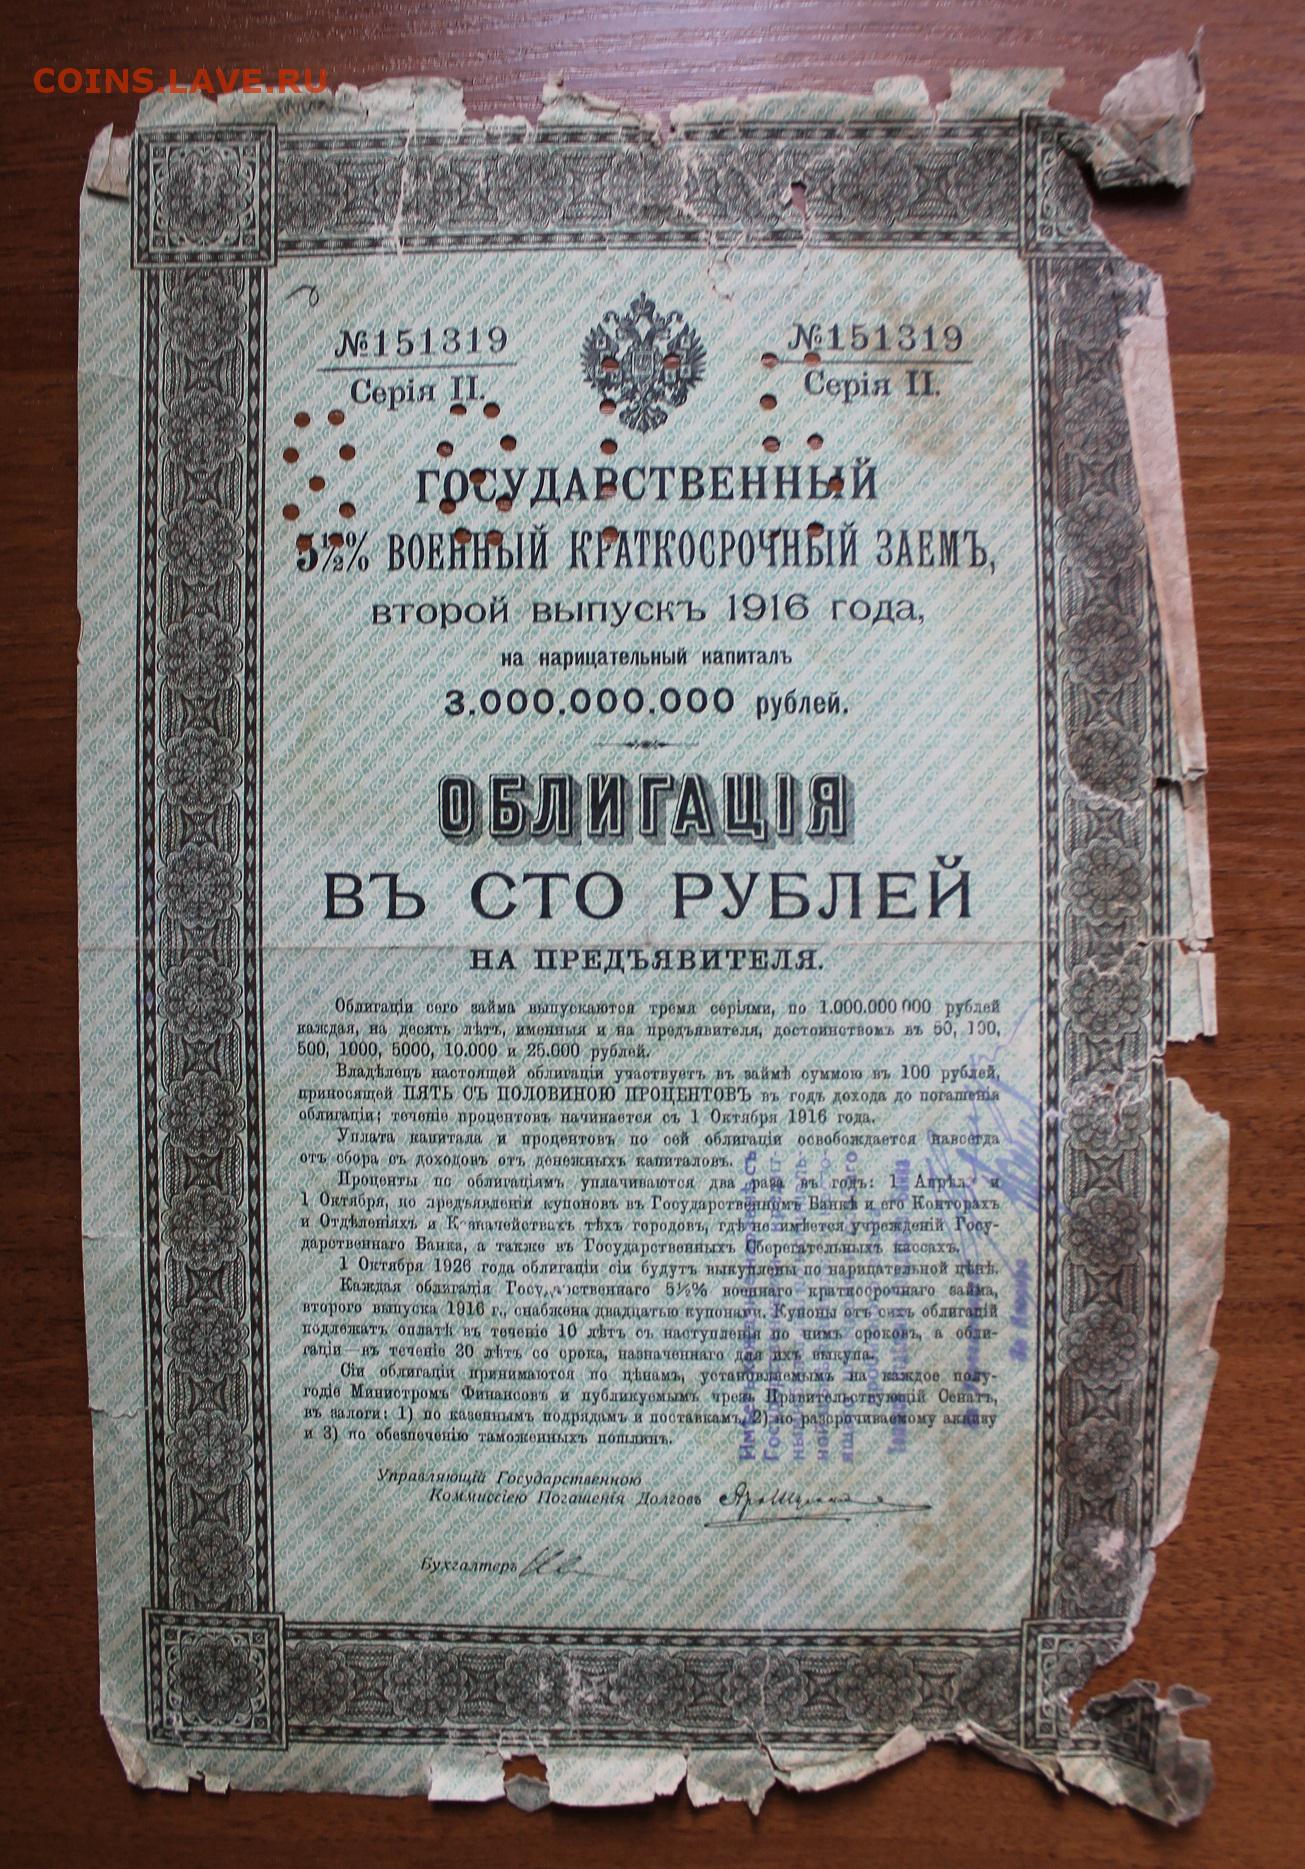 COINS.LAVE.RU
№151319 №151319
Серія II. Серія II.
ГОСУДАРСТВЕННЫЙ
5½% ВОЕННЫЙ КРАТКОСРОЧНЫЙ ЗАЕМЪ,
второй выпускъ 1916 года,
на нарицательный капиталъ
3.000.000.000 рублей.
ОБЛИГАЦІЯ
ВЪ СТО РУБЛЕЙ
НА ПРЕДЪЯВИТЕЛЯ.
Облигаціи сего займа выпускаются тремя серіями, по 1.000.000 000 рублей
каждая, на десять лѣтъ, именныя и на предъявителя, достоинствомъ въ 50, 100,
500, 1000, 5000, 10.000 и 25.000 рублей.
Владѣлецъ настоящей облигаціи участвуетъ въ займѣ суммою въ 100 рублей,
приносящей ПЯТЬ СЪ ПОЛОВИНОЮ ПРОЦЕНТОВЪ въ годъ дохода до погашенія
облигаціи; теченіе процентовъ начинается съ 1 Октября 1916 года.
Уплата капитала и процентовъ по сей облигаціи освобождается навсегда
отъ сбора съ доходовъ отъ денежныхъ капиталовъ.
Проценты по облигаціямъ уплачиваются два раза въ годъ: 1 Апрѣля и
1 Октября, по предъявленіи купоновъ въ Государственномъ Банкѣ и его Конторахъ
и Отдѣленіяхъ и Казначействахъ тѣхъ городовъ, гдѣ не имѣется учрежденій Госу-
дарственнаго Банка, а также въ Государственныхъ Сберегательныхъ кассахъ.
1 Октября 1926 года облигаціи сіи будутъ выкуплены по нарицательной цѣнѣ.
Каждая облигація Государственнаго 5½% военнаго краткосрочнаго займа,
второго выпуска 1916 г., снабжена двадцатью купонами. Купоны отъ сихъ облигацій
подлежатъ оплатѣ въ теченіе 10 лѣтъ съ наступленія по нимъ сроковъ, а обли-
гаціи—въ теченіе 30 лѣтъ со срока, назначеннаго для ихъ выкупа.
Сіи облигаціи принимаются по цѣнамъ, установляемымъ на каждое полу-
годіе Министромъ Финансовъ и публикуемымъ чрезъ Правительствующій Сенатъ,
въ залоги: 1) по казеннымъ подрядамъ и поставкамъ, 2) по разсрочиваемому акцизу
и 3) по обезпеченію таможенныхъ пошлинъ.
Управляющій Государственною
Коммиссіею Погашенія Долговъ
Бухгалтеръ